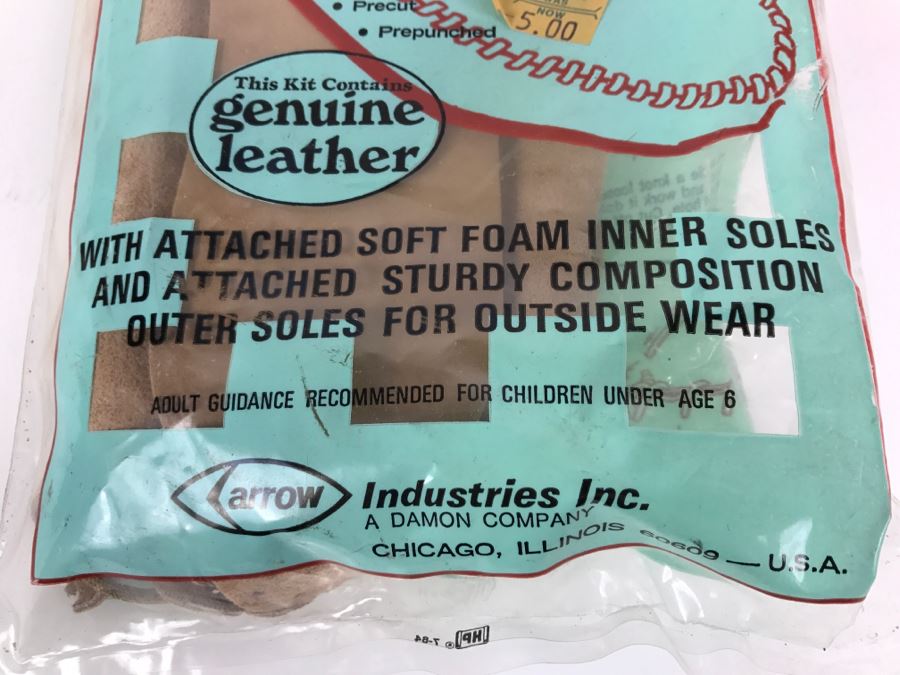 • Precut
• Prepunched
NOW
5.00
This Kit Contains
genuine
leather
WITH ATTACHED SOFT FOAM INNER SOLES
AND ATTACHED STURDY COMPOSITION
OUTER SOLES FOR OUTSIDE WEAR
ADULT GUIDANCE RECOMMENDED FOR CHILDREN UNDER AGE 6
arrow Industries Inc.
A DAMON COMPANY
CHICAGO, ILLINOIS 60609 — U.S.A.
HP ® 7-84